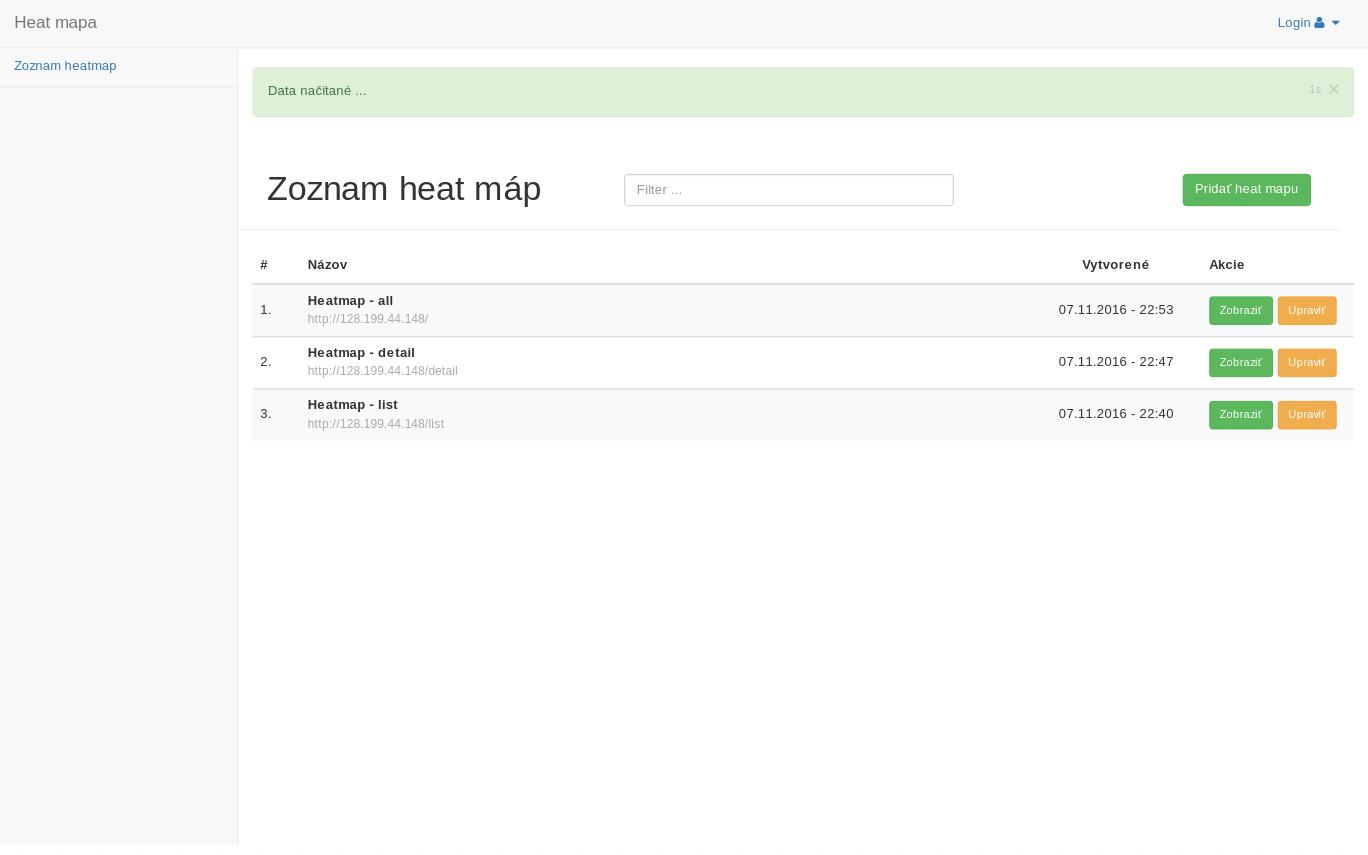 Heat mapa
Login
Zoznam heatmap
Data načítané ...
1s ×
Zoznam heat máp
Filter ...
Pridať heat mapu
# Názov Vytvorené Akcie
1. Heatmap - all 07.11.2016 - 22:53 Zobraziť Upraviť
http://128.199.44.148/
2. Heatmap - detail 07.11.2016 - 22:47 Zobraziť Upraviť
http://128.199.44.148/detail
3. Heatmap - list 07.11.2016 - 22:40 Zobraziť Upraviť
http://128.199.44.148/list